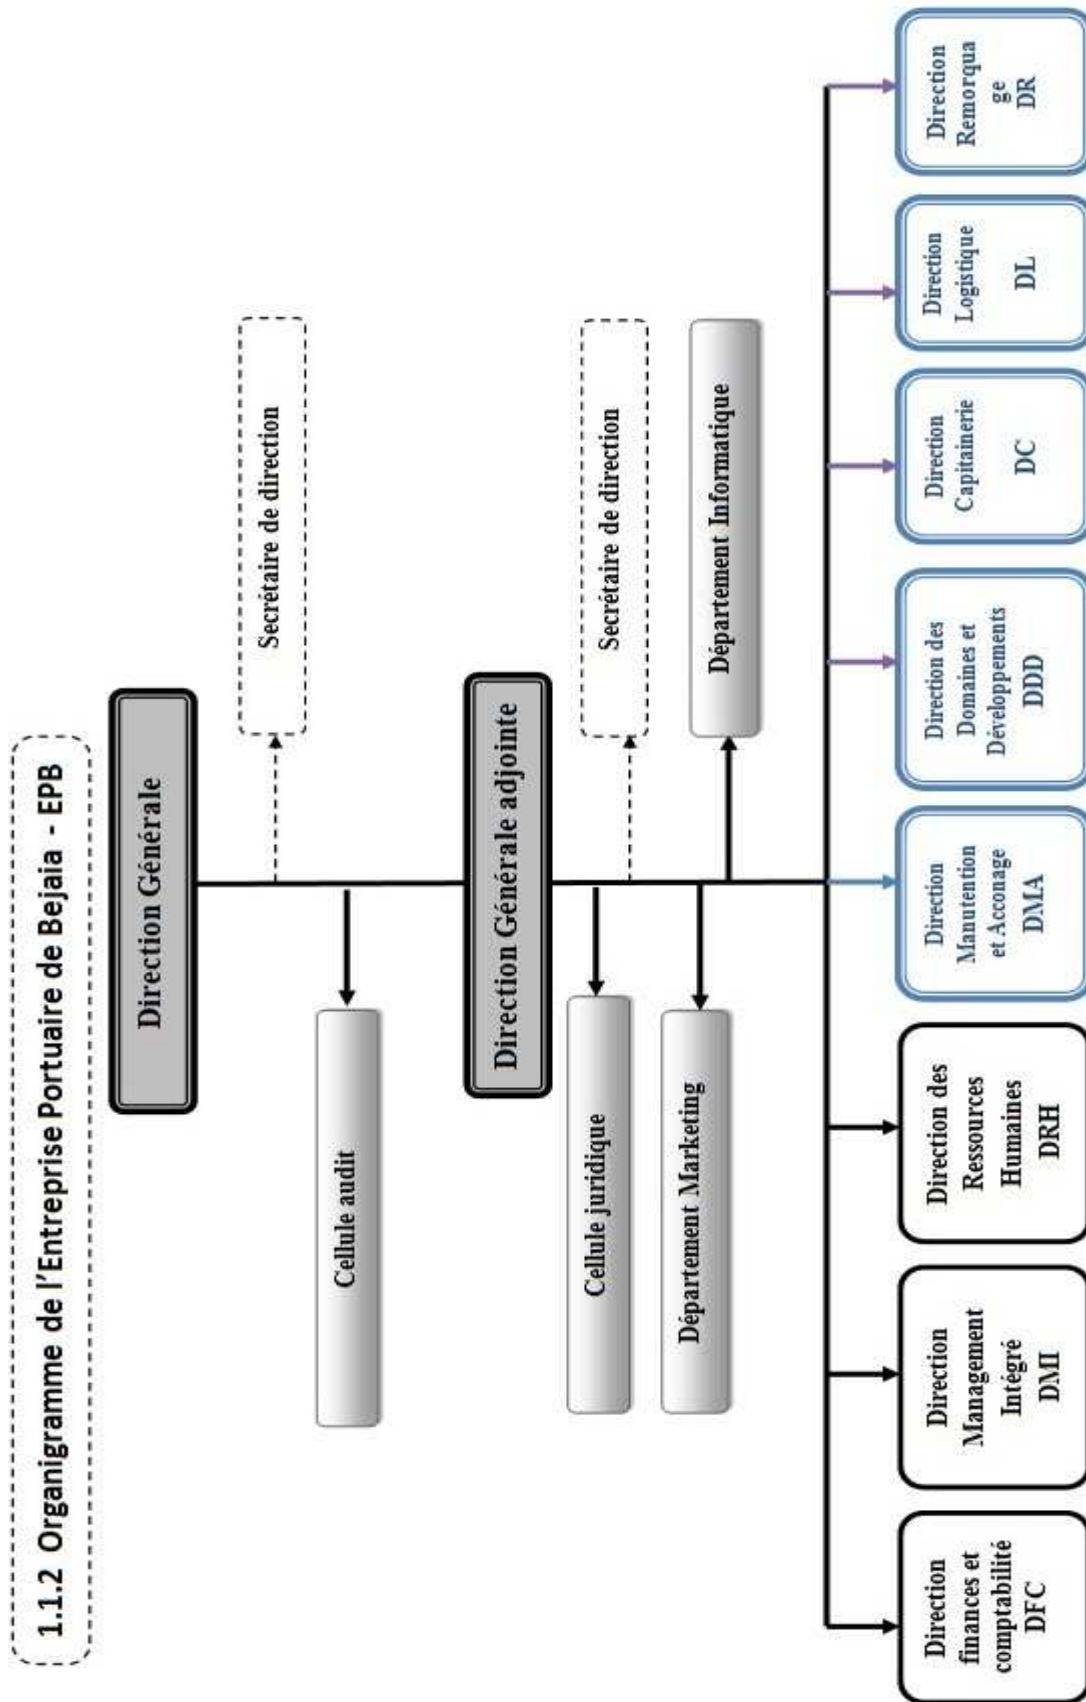 1.1.2 Organigramme de l'Entreprise Portuaire de Bejaia - EPB
Direction Générale
Secrétaire de direction
Cellule audit
Direction Générale adjointe
Secrétaire de direction
Cellule juridique
Département Marketing
Département Informatique
Direction
finances et
comptabilité
DFC
Direction
Management
Intégré
DMI
Direction des
Ressources
Humaines
DRH
Direction
Manutention
et Acconage
DMA
Direction des
Domaines et
Développements
DDD
Direction
Capitainerie
DC
Direction
Logistique
DL
Direction
Remorqua
ge
DR